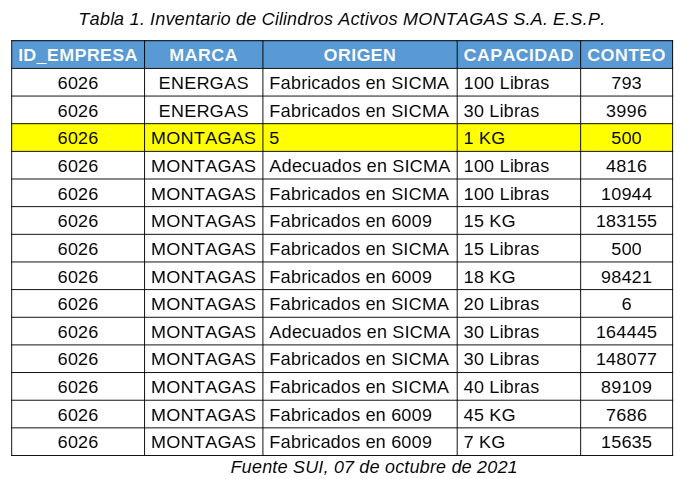 Tabla 1. Inventario de Cilindros Activos MONTAGAS S.A. E.S.P.
ID_EMPRESA MARCA ORIGEN CAPACIDAD CONTEO
6026 ENERGAS Fabricados en SICMA 100 Libras 793
6026 ENERGAS Fabricados en SICMA 30 Libras 3996
6026 MONTAGAS 5 1 KG 500
6026 MONTAGAS Adecuados en SICMA 100 Libras 4816
6026 MONTAGAS Fabricados en SICMA 100 Libras 10944
6026 MONTAGAS Fabricados en 6009 15 KG 183155
6026 MONTAGAS Fabricados en SICMA 15 Libras 500
6026 MONTAGAS Fabricados en 6009 18 KG 98421
6026 MONTAGAS Fabricados en SICMA 20 Libras 6
6026 MONTAGAS Adecuados en SICMA 30 Libras 164445
6026 MONTAGAS Fabricados en SICMA 30 Libras 148077
6026 MONTAGAS Fabricados en SICMA 40 Libras 89109
6026 MONTAGAS Fabricados en 6009 45 KG 7686
6026 MONTAGAS Fabricados en 6009 7 KG 15635
Fuente SUI, 07 de octubre de 2021